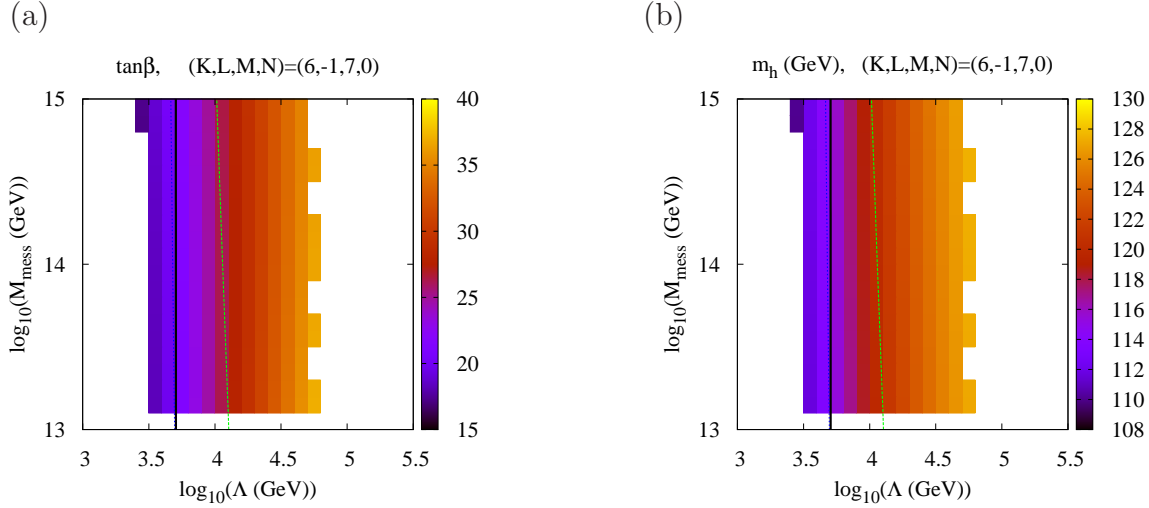 (a)
tanβ, (K,L,M,N)=(6,-1,7,0)
log10(Mmess (GeV))
15
14
13
3 3.5 4 4.5 5 5.5
log10(Λ (GeV))
40
35
30
25
20
15
(b)
m_h (GeV), (K,L,M,N)=(6,-1,7,0)
log10(Mmess (GeV))
15
14
13
3 3.5 4 4.5 5 5.5
log10(Λ (GeV))
130
128
126
124
122
120
118
116
114
112
110
108